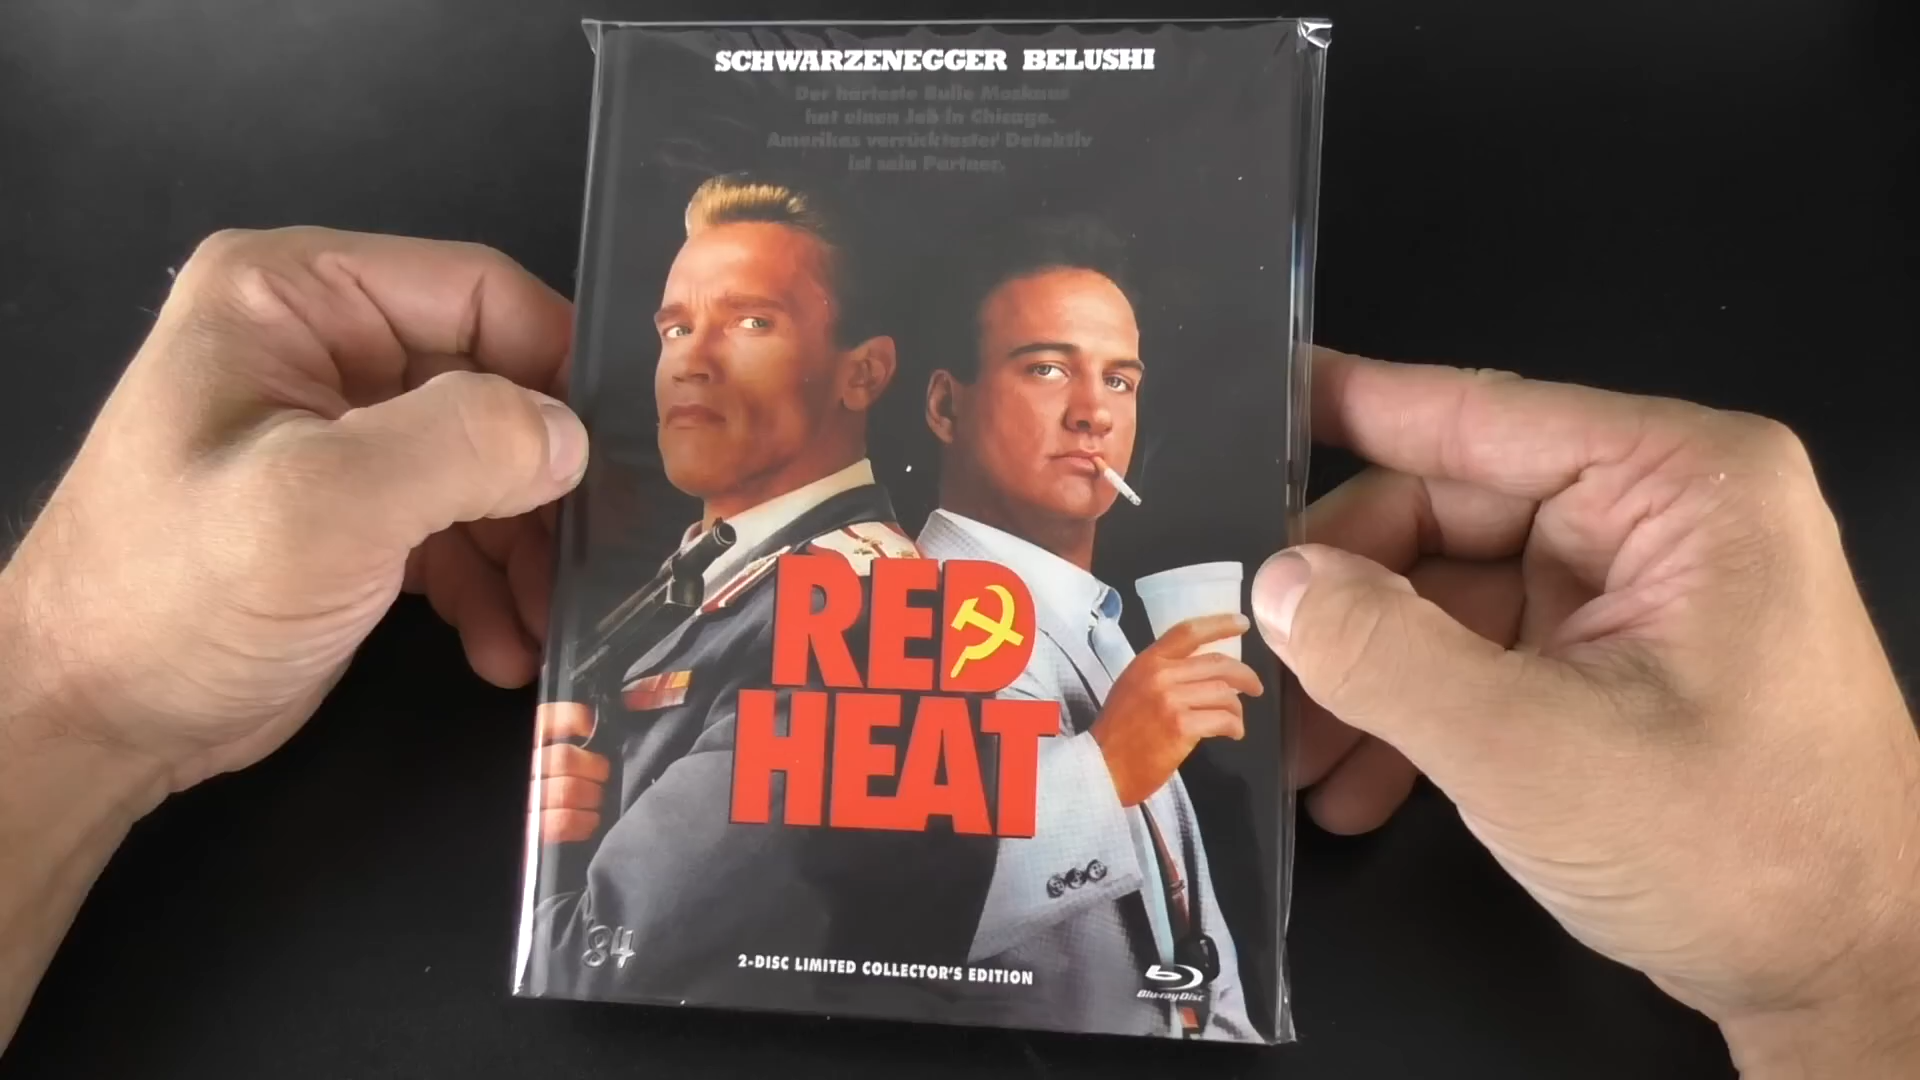 SCHWARZENEGGER BELUSHI
Der härteste Bulle Moskaus
hat einen Job in Chicago.
Amerikas verrücktester Detektiv
ist sein Partner.
RED
HEAT
'84
2-DISC LIMITED COLLECTOR'S EDITION
Blu-ray Disc